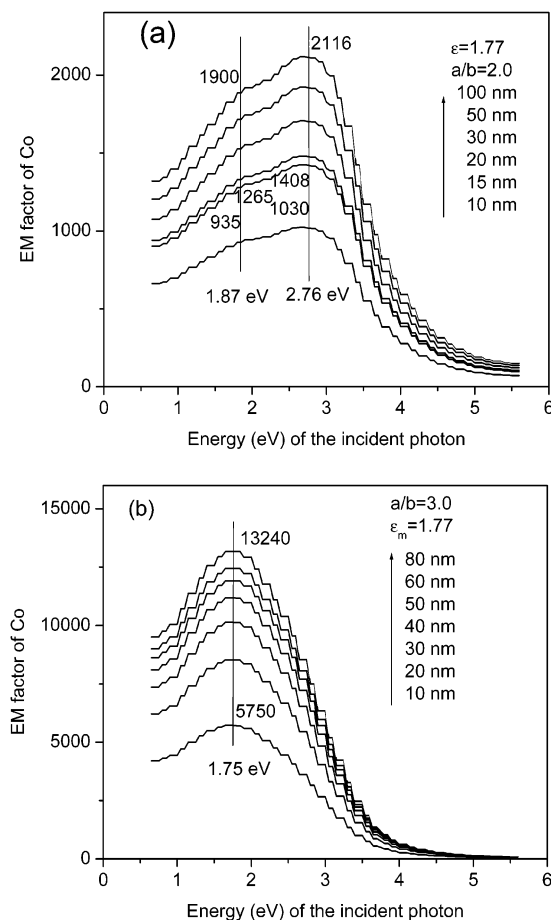 (a)
2116
1900
ε=1.77
a/b=2.0
100 nm
50 nm
30 nm
20 nm
15 nm
10 nm
1408
1265
1030
935
1.87 eV
2.76 eV
2000
1000
0
EM factor of Co
0 1 2 3 4 5 6
Energy (eV) of the incident photon
(b)
13240
a/b=3.0
εm=1.77
80 nm
60 nm
50 nm
40 nm
30 nm
20 nm
10 nm
5750
1.75 eV
15000
10000
5000
0
EM factor of Co
0 1 2 3 4 5 6
Energy (eV) of the incident photon